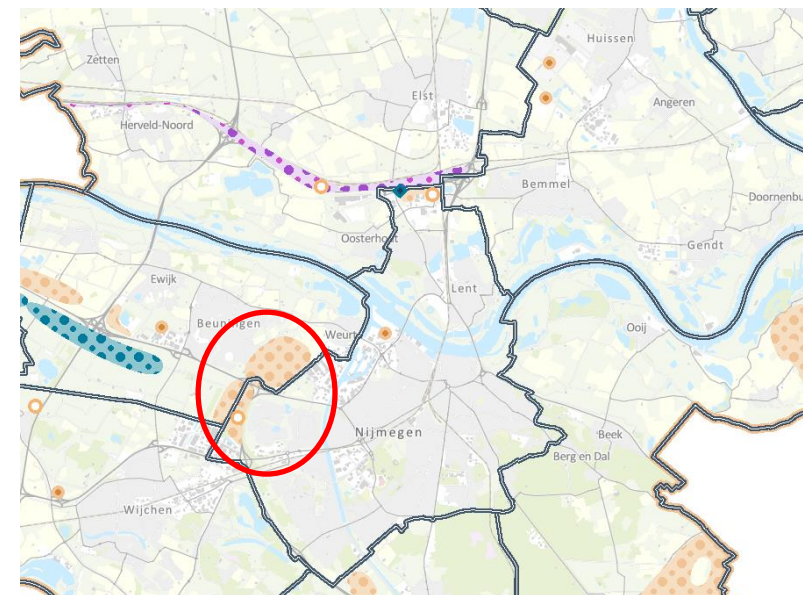 Huissen
Zetten
Elst
Angeren
Herveld-Noord
Bemmel
Doornenbu
Oosterhout
Gendt
Ewijk
Lent
Beuningen
Weurt
Ooij
Nijmegen
Beek
Berg en Dal
Wijchen